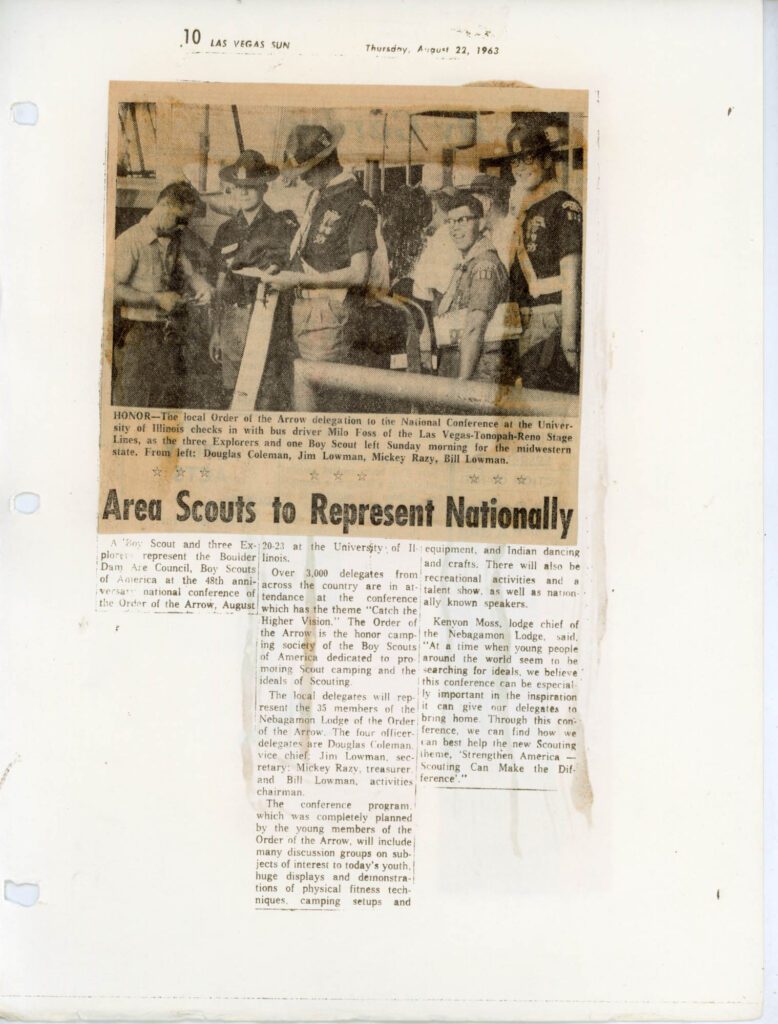 10 LAS VEGAS SUN
Thursday, August 22, 1963
HONOR—The local Order of the Arrow delegation to the National Conference at the Univer-
sity of Illinois checks in with bus driver Milo Foss of the Las Vegas-Tonopah-Reno Stage
Lines, as the three Explorers and one Boy Scout left Sunday morning for the midwestern
state. From left: Douglas Coleman, Jim Lowman, Mickey Razy, Bill Lowman.
☆ ☆ ☆ ☆ ☆ ☆ ☆ ☆ ☆
Area Scouts to Represent Nationally
A Boy Scout and three Ex-
plorers represent the Boulder
Dam Are Council, Boy Scouts
of America at the 48th anni-
versary national conference of
the Order of the Arrow, August
20-23 at the University of Il-
linois.
Over 3,000 delegates from
across the country are in at-
tendance at the conference
which has the theme "Catch the
Higher Vision." The Order of
the Arrow is the honor camp-
ing society of the Boy Scouts
of America dedicated to pro-
moting Scout camping and the
ideals of Scouting.
The local delegates will rep-
resent the 35 members of the
Nebagamon Lodge of the Order
of the Arrow. The four officer-
delegates are Douglas Coleman,
vice chief; Jim Lowman, sec-
retary; Mickey Razy, treasurer
and Bill Lowman, activities
chairman.
The conference program,
which was completely planned
by the young members of the
Order of the Arrow, will include
many discussion groups on sub-
jects of interest to today's youth,
huge displays and demonstra-
tions of physical fitness tech-
niques, camping setups and
equipment, and Indian dancing
and crafts. There will also be
recreational activities and a
talent show, as well as nation-
ally known speakers.
Kenyon Moss, lodge chief of
the Nebagamon Lodge, said,
"At a time when young people
around the world seem to be
searching for ideals, we believe
this conference can be especial-
ly important in the inspiration
it can give our delegates to
bring home. Through this con-
ference, we can find how we
can best help the new Scouting
theme, 'Strengthen America —
Scouting Can Make the Dif-
ference'."